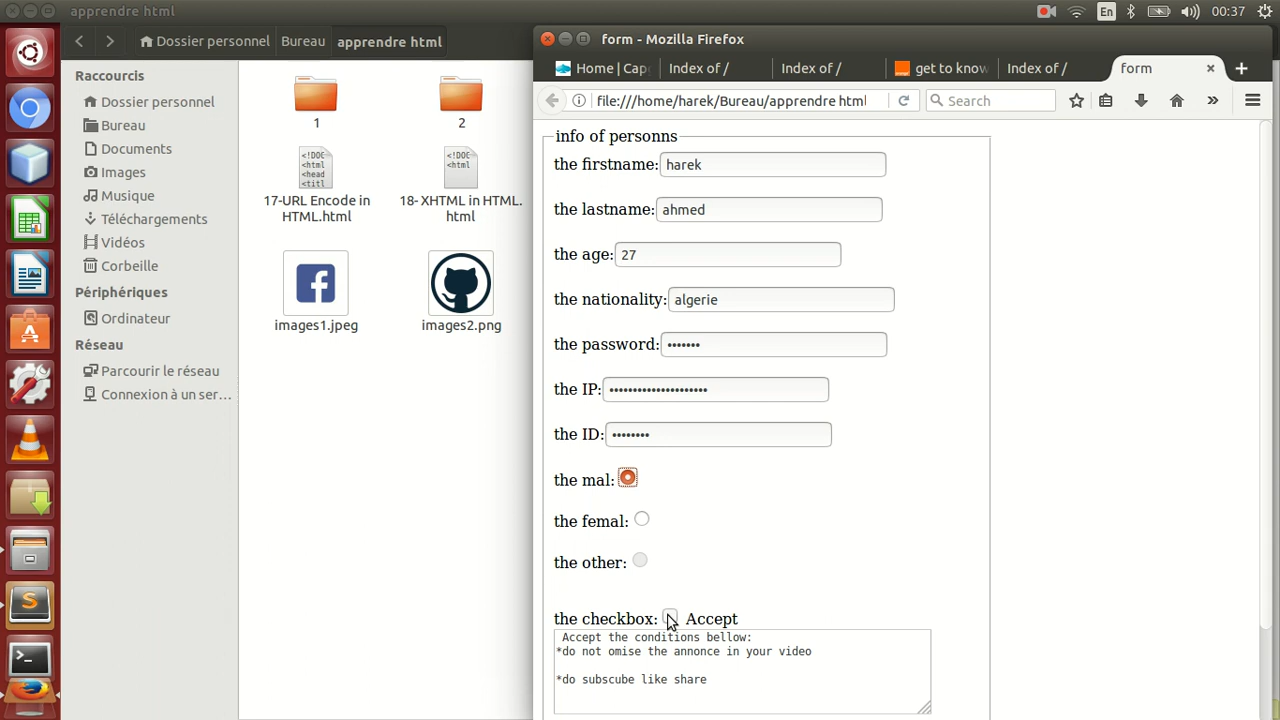 apprendre html
En
00:37
Dossier personnel
Bureau
apprendre html
form - Mozilla Firefox
Home | Cap
Index of /
Index of /
get to know
Index of /
form
file:///home/harek/Bureau/apprendre html
Search
Raccourcis
Dossier personnel
Bureau
Documents
Images
Musique
Téléchargements
Vidéos
Corbeille
Périphériques
Ordinateur
Réseau
Parcourir le réseau
Connexion à un ser...
1
2
<!DOC
<html
<head
<titl
<!DOC
<html
17-URL Encode in
HTML.html
18- XHTML in HTML.
html
images1.jpeg
images2.png
info of personns
the firstname: harek
the lastname: ahmed
the age: 27
the nationality: algerie
the password: •••••••
the IP: •••••••••••••••••••••
the ID: ••••••••
the mal:
the femal:
the other:
the checkbox: Accept
Accept the conditions bellow:
*do not omise the annonce in your video
*do subscube like share